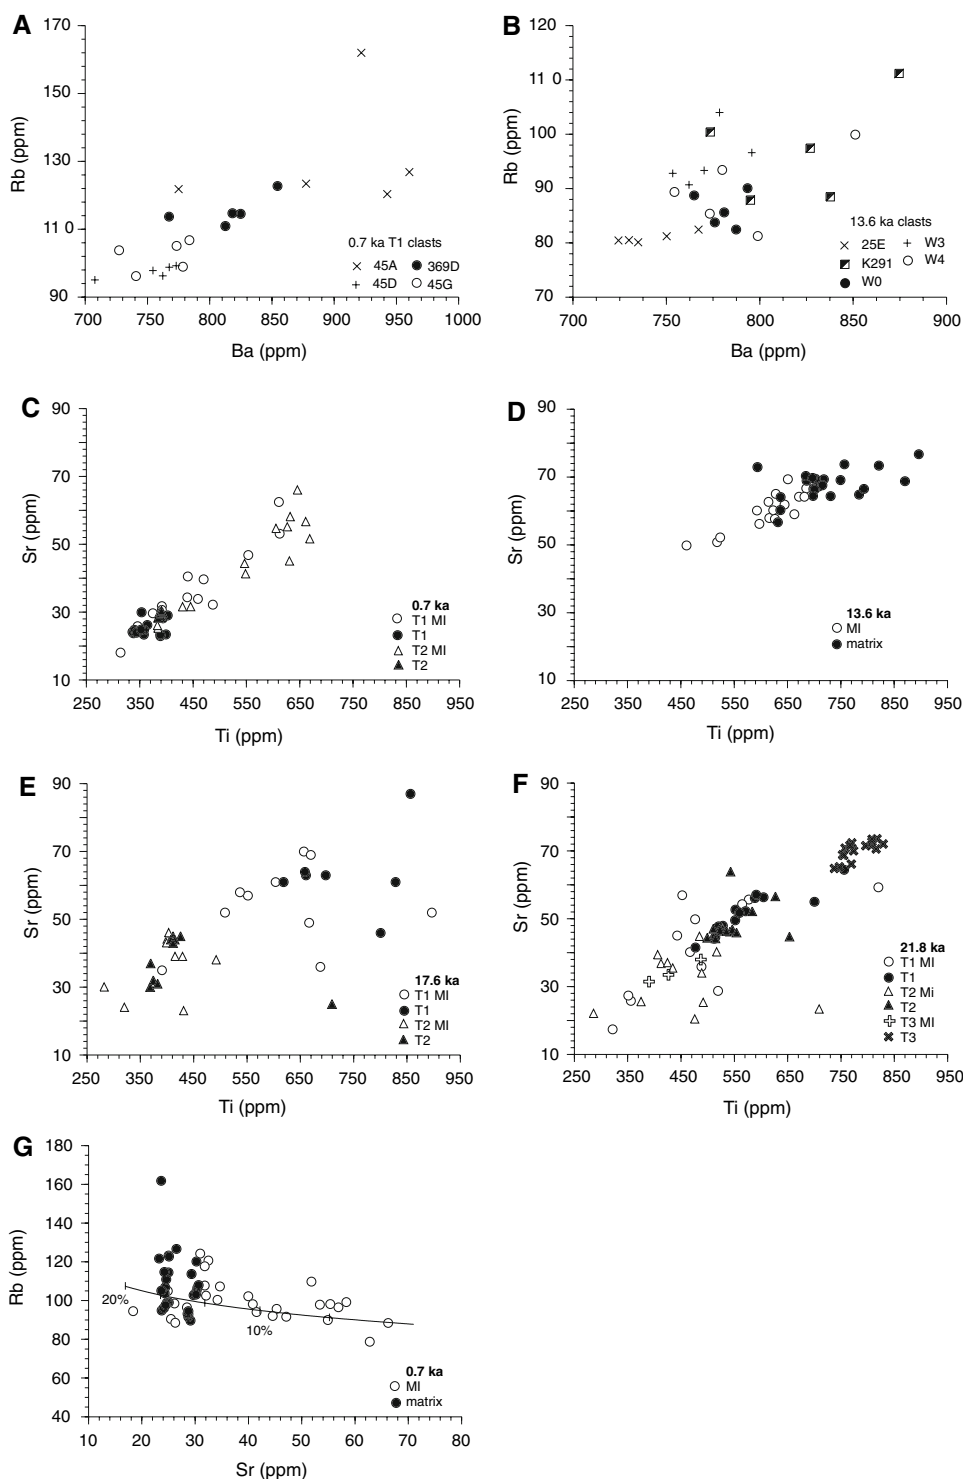 A
170
150
130
11 0
90
700
750
800
850
900
950
1000
Rb (ppm)
Ba (ppm)
0.7 ka T1 clasts
45A
369D
45D
45G
B
120
11 0
100
90
80
70
700
750
800
850
900
Rb (ppm)
Ba (ppm)
13.6 ka clasts
25E
W3
K291
W4
W0
C
90
70
50
30
10
250
350
450
550
650
750
850
950
Sr (ppm)
Ti (ppm)
0.7 ka
T1 MI
T1
T2 MI
T2
D
90
70
50
30
10
250
350
450
550
650
750
850
950
Sr (ppm)
Ti (ppm)
13.6 ka
MI
matrix
E
90
70
50
30
10
250
350
450
550
650
750
850
950
Sr (ppm)
Ti (ppm)
17.6 ka
T1 MI
T1
T2 MI
T2
F
90
70
50
30
10
250
350
450
550
650
750
850
950
Sr (ppm)
Ti (ppm)
21.8 ka
T1 MI
T1
T2 Mi
T2
T3 MI
T3
G
180
160
140
120
100
80
60
40
10
20
30
40
50
60
70
80
Rb (ppm)
Sr (ppm)
20%
10%
0.7 ka
MI
matrix